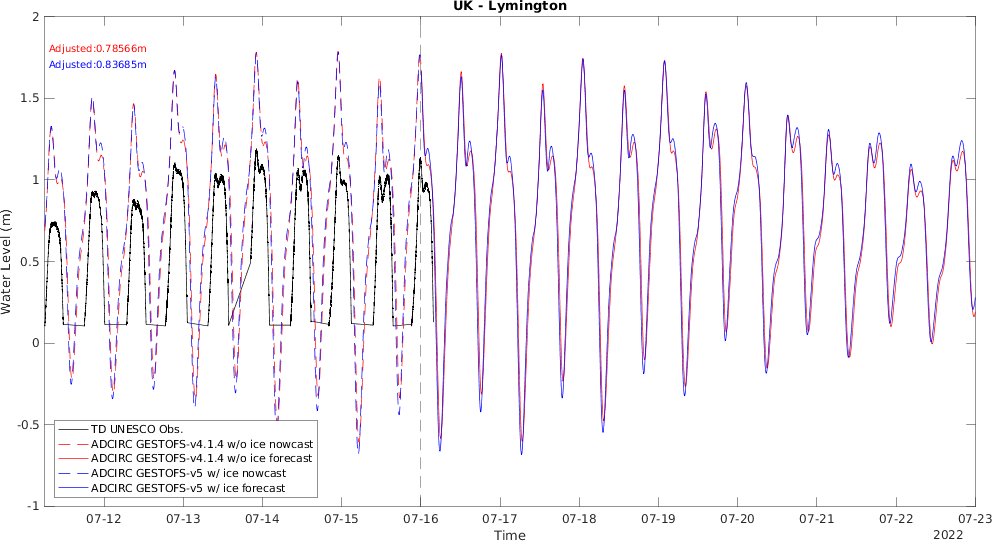 UK - Lymington
2
Adjusted:0.78566m
Adjusted:0.83685m
1.5
1
0.5
0
-0.5
-1
Water Level (m)
TD UNESCO Obs.
ADCIRC GESTOFS-v4.1.4 w/o ice nowcast
ADCIRC GESTOFS-v4.1.4 w/o ice forecast
ADCIRC GESTOFS-v5 w/ ice nowcast
ADCIRC GESTOFS-v5 w/ ice forecast
07-12 07-13 07-14 07-15 07-16 07-17 07-18 07-19 07-20 07-21 07-22 07-23
Time
2022